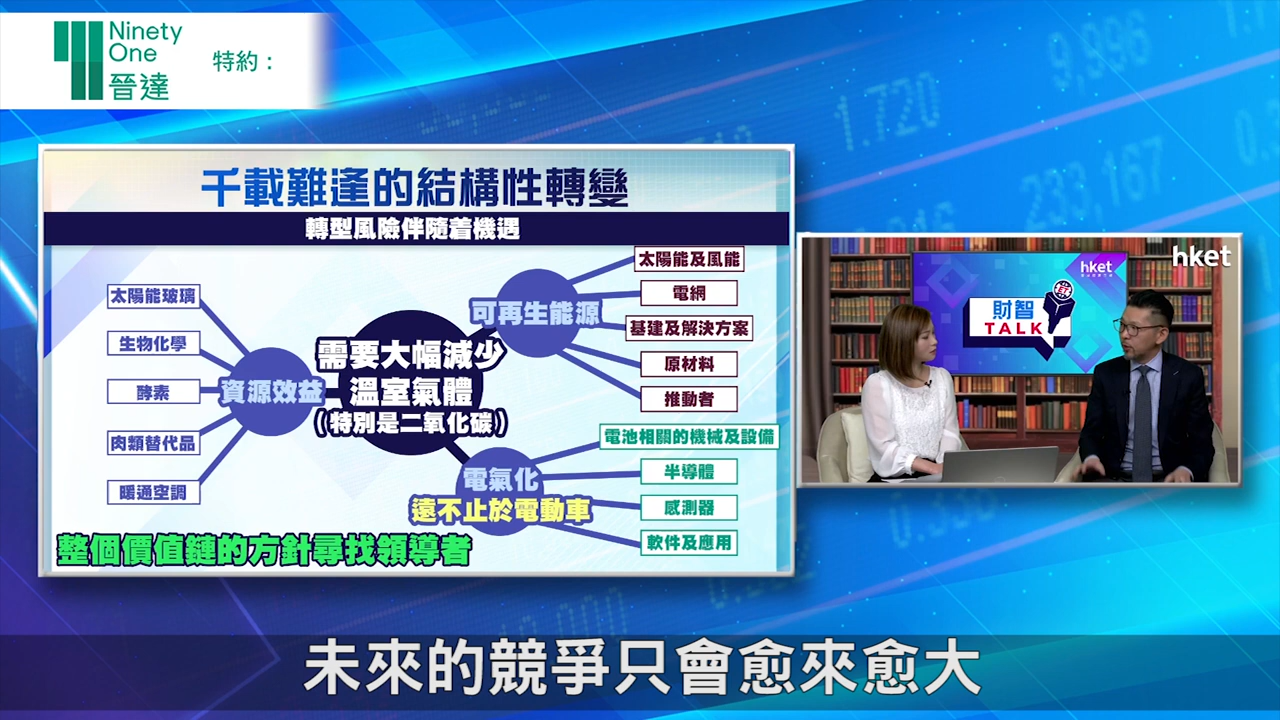 Ninety
One
晉達
特約：
千載難逢的結構性轉變
轉型風險伴隨着機遇
太陽能玻璃
生物化學
酵素
肉類替代品
暖通空調
資源效益
需要大幅減少
溫室氣體
（特別是二氧化碳）
可再生能源
太陽能及風能
電網
基建及解決方案
原材料
推動者
電氣化
遠不止於電動車
電池相關的機械及設備
半導體
感測器
軟件及應用
整個價值鏈的方針尋找領導者
hket
hket
財智
TALK
1.720
9,996
233,167
未來的競爭只會愈來愈大